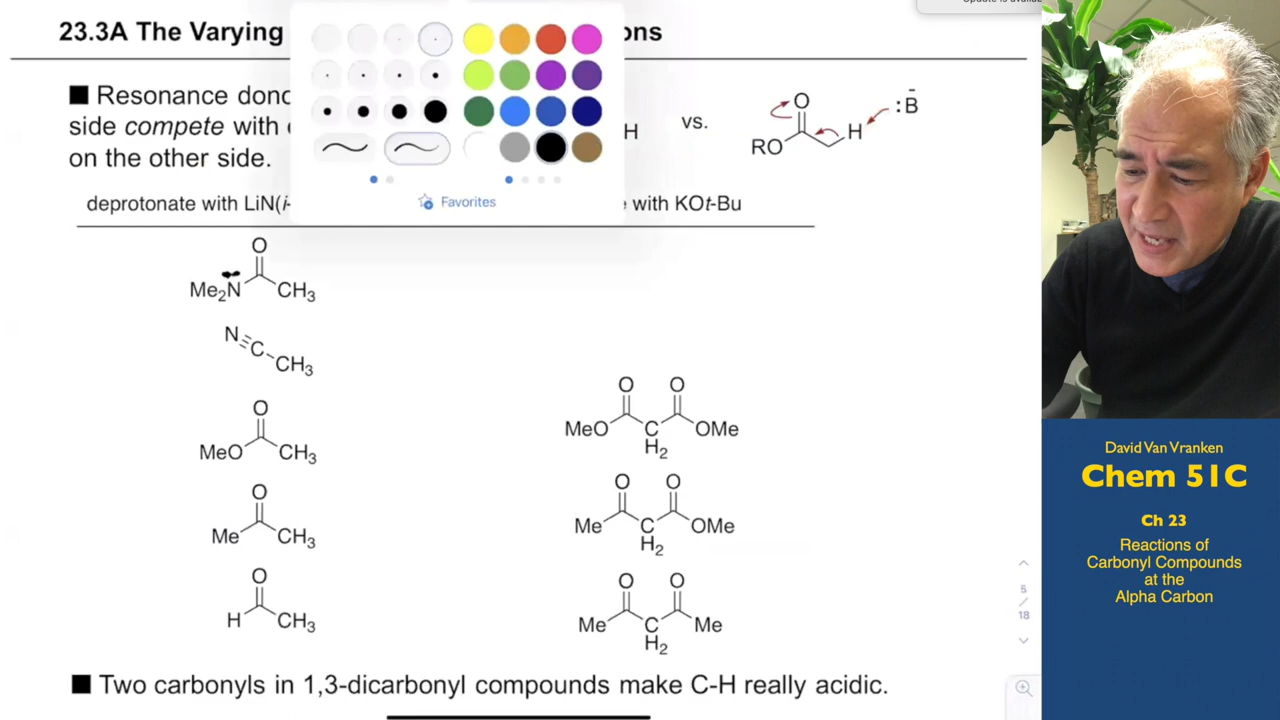 23.3A The Varying
ons
■ Resonance dono
side compete with
on the other side.
H
vs.
O
RO
H
:B̄
deprotonate with LiN(i-
with KOt-Bu
Favorites
O
Me₂N
CH₃
N
C
CH₃
O
MeO
CH₃
O
Me
CH₃
O
H
CH₃
O O
MeO C OMe
H₂
O O
Me C OMe
H₂
O O
Me C Me
H₂
5
/
18
■ Two carbonyls in 1,3-dicarbonyl compounds make C-H really acidic.
David Van Vranken
Chem 51C
Ch 23
Reactions of
Carbonyl Compounds
at the
Alpha Carbon